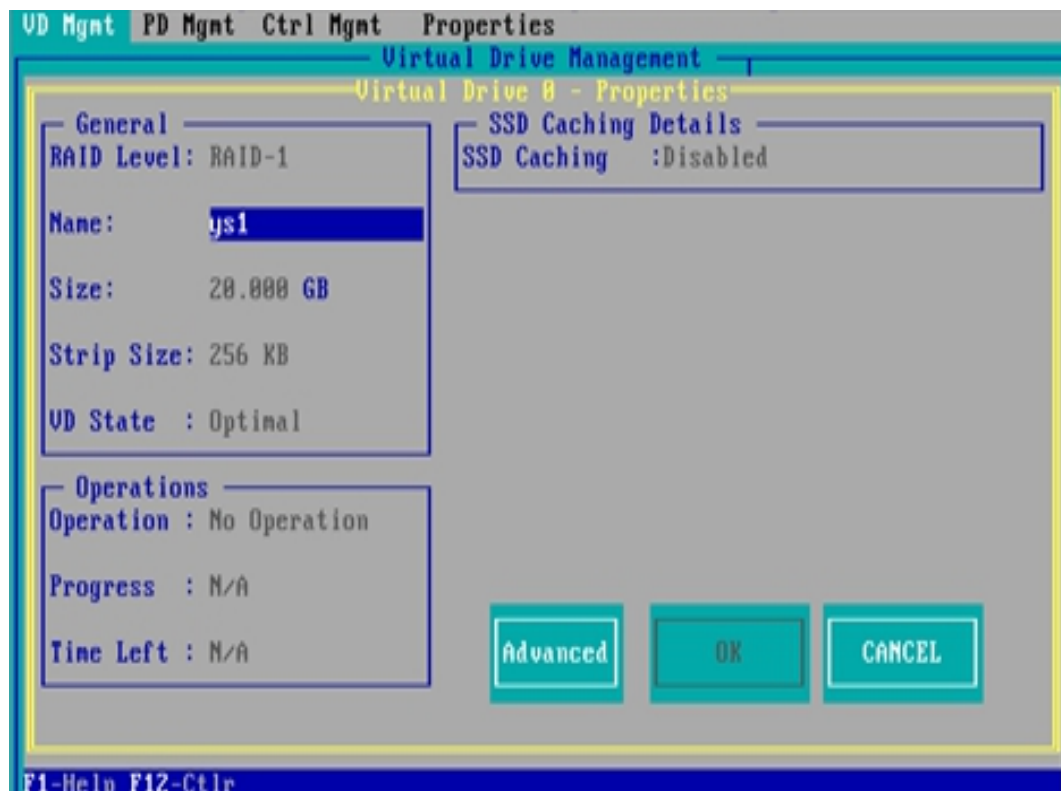 VD Mgmt PD Mgmt Ctrl Mgmt Properties
Virtual Drive Management
Virtual Drive 0 - Properties
General
RAID Level: RAID-1
Name: ys1
Size: 20.000 GB
Strip Size: 256 KB
VD State : Optimal
Operations
Operation : No Operation
Progress : N/A
Time Left : N/A
SSD Caching Details
SSD Caching :Disabled
Advanced OK CANCEL
F1-Help F12-Ctlr